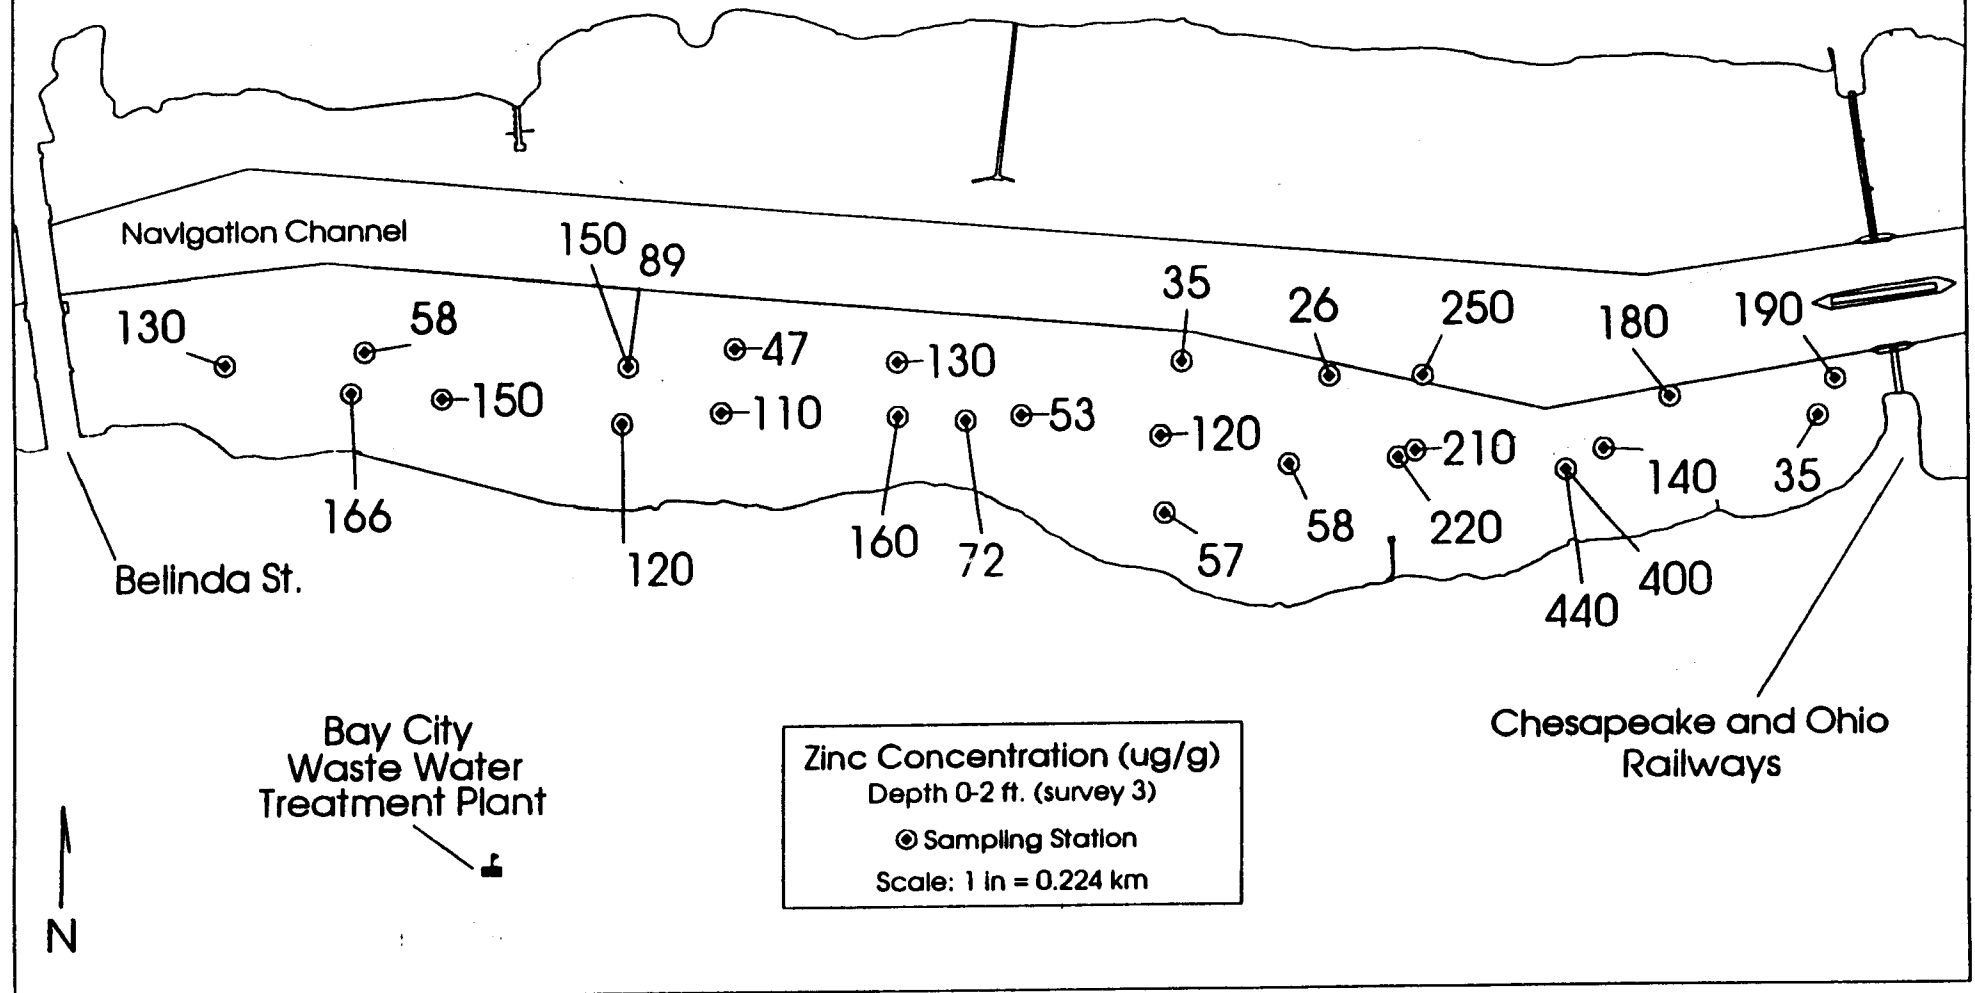 Navigation Channel
150
89
35
26
250
180
190
130
58
47
130
150
110
53
120
210
140
35
166
120
160
72
57
58
220
400
440
Belinda St.
Bay City
Waste Water
Treatment Plant
Chesapeake and Ohio
Railways
Zinc Concentration (ug/g)
Depth 0-2 ft. (survey 3)
Sampling Station
Scale: 1 in = 0.224 km
N